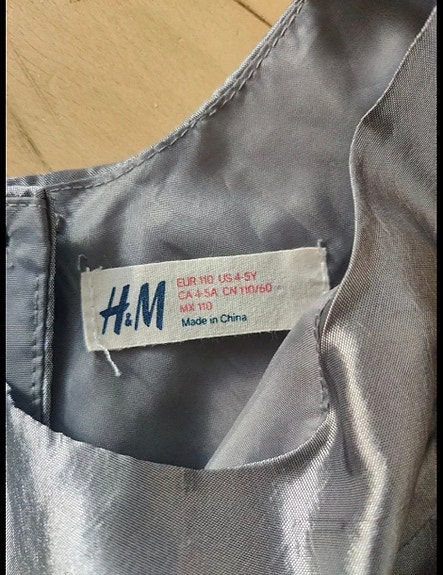 H&M
EUR 110 US 4-5Y
CA 4-5A CN 110/60
MX 110
Made in China